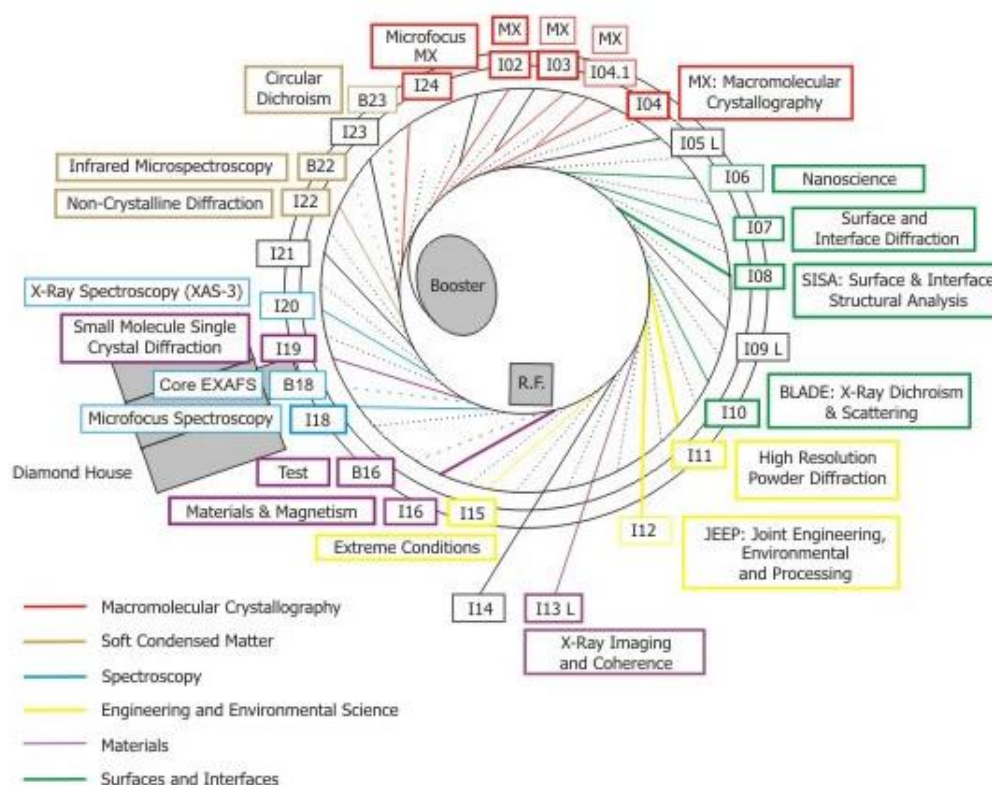 Microfocus
MX
MX
MX
MX
I24
I02
I03
I04.1
I04
MX: Macromolecular
Crystallography
Circular
Dichroism
B23
I23
I05 L
Infrared Microspectroscopy
B22
I06
Nanoscience
Non-Crystalline Diffraction
I22
I07
Surface and
Interface Diffraction
I21
I08
SISA: Surface & Interface
Structural Analysis
Booster
X-Ray Spectroscopy (XAS-3)
I20
Small Molecule Single
Crystal Diffraction
I19
I09 L
R.F.
Core EXAFS
B18
BLADE: X-Ray Dichroism
& Scattering
I10
Microfocus Spectroscopy
I18
Diamond House
I11
High Resolution
Powder Diffraction
Test
B16
Materials & Magnetism
I16
I15
Extreme Conditions
I12
JEEP: Joint Engineering,
Environmental
and Processing
I14
I13 L
X-Ray Imaging
and Coherence
Macromolecular Crystallography
Soft Condensed Matter
Spectroscopy
Engineering and Environmental Science
Materials
Surfaces and Interfaces